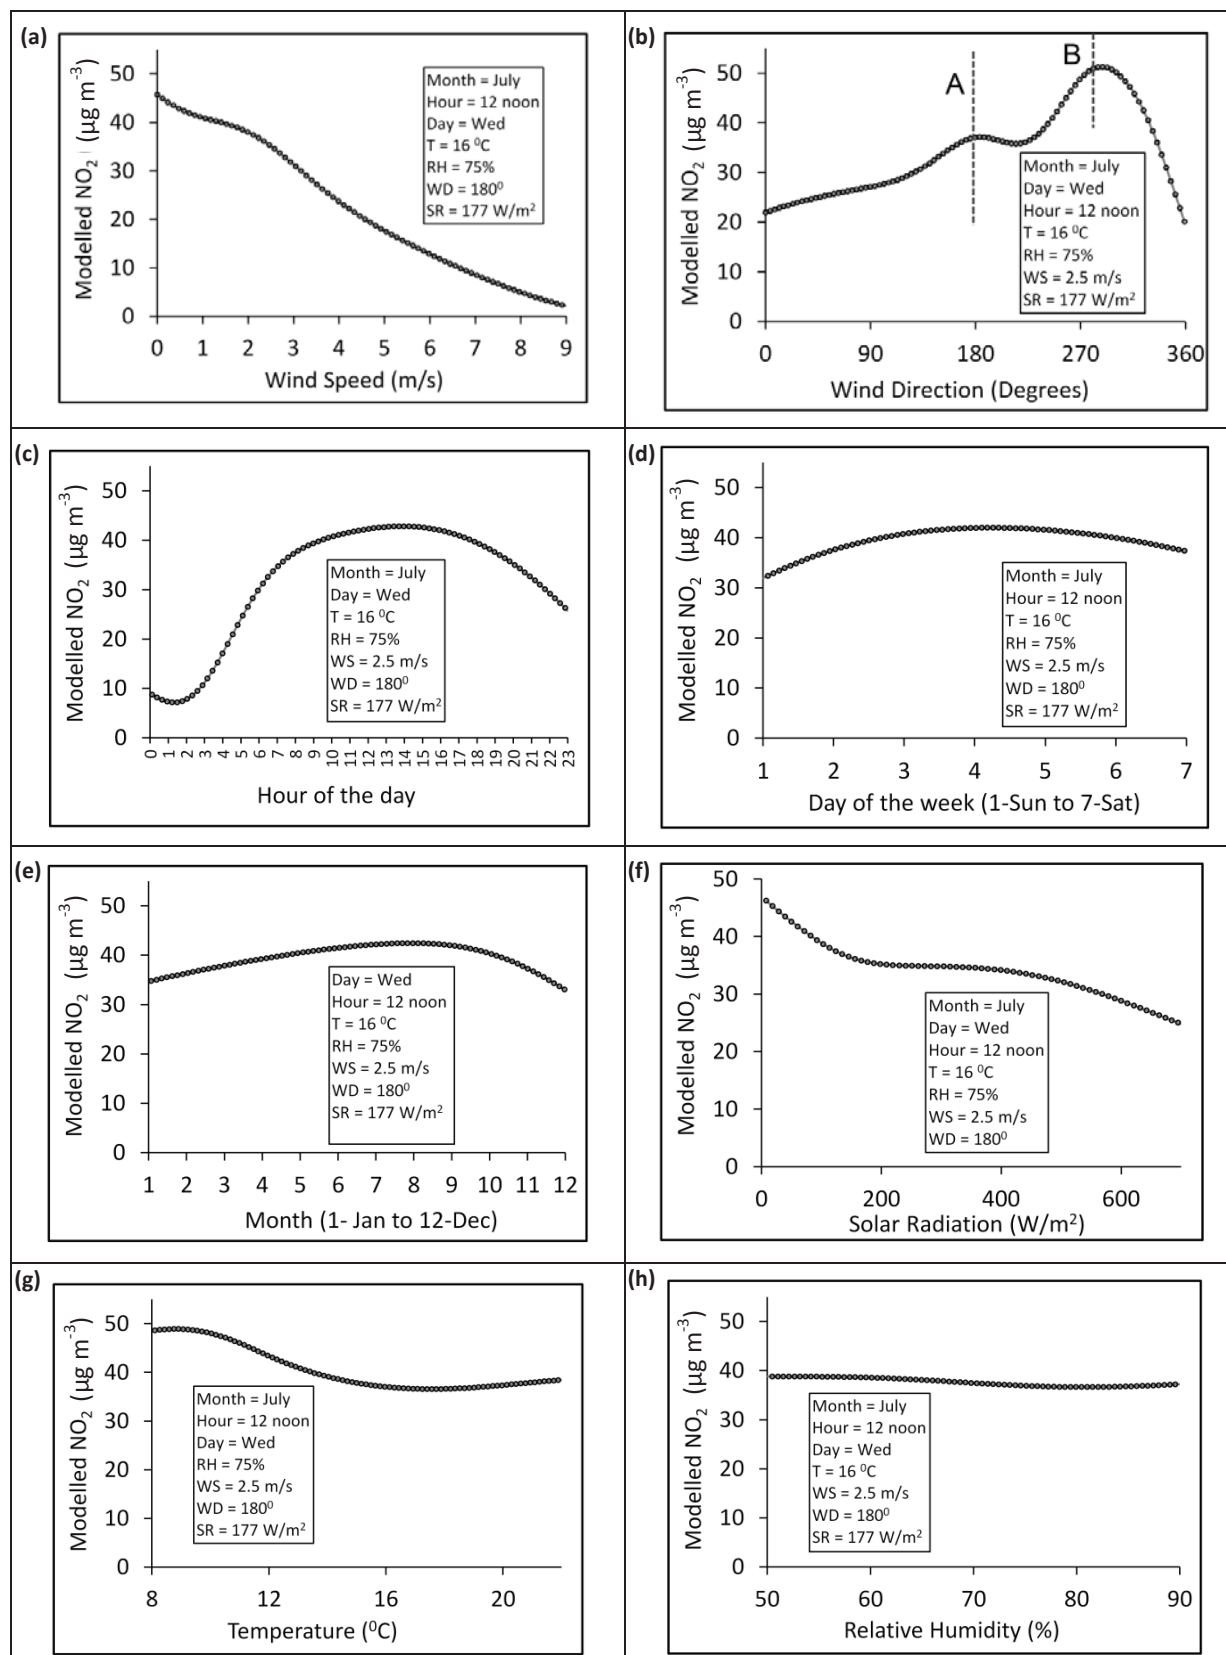 (a)
Modelled NO2 (µg m-3)
50
40
30
20
10
0
Month = July
Hour = 12 noon
Day = Wed
T = 16 ⁰C
RH = 75%
WD = 180⁰
SR = 177 W/m²
0 1 2 3 4 5 6 7 8 9
Wind Speed (m/s)
(b)
Modelled NO2 (µg m-3)
50
40
30
20
10
0
A
B
Month = July
Day = Wed
Hour = 12 noon
T = 16 ⁰C
RH = 75%
WS = 2.5 m/s
SR = 177 W/m²
0 90 180 270 360
Wind Direction (Degrees)
(c)
Modelled NO2 (µg m-3)
50
40
30
20
10
0
Month = July
Day = Wed
T = 16 ⁰C
RH = 75%
WS = 2.5 m/s
WD = 180⁰
SR = 177 W/m²
0 1 2 3 4 5 6 7 8 9 10 11 12 13 14 15 16 17 18 19 20 21 22 23
Hour of the day
(d)
Modelled NO2 (µg m-3)
50
40
30
20
10
0
Month = July
Hour = 12 noon
T = 16 ⁰C
RH = 75%
WS = 2.5 m/s
WD = 180⁰
SR = 177 W/m²
1 2 3 4 5 6 7
Day of the week (1-Sun to 7-Sat)
(e)
Modelled NO2 (µg m-3)
50
40
30
20
10
0
Day = Wed
Hour = 12 noon
T = 16 ⁰C
RH = 75%
WS = 2.5 m/s
WD = 180⁰
SR = 177 W/m²
1 2 3 4 5 6 7 8 9 10 11 12
Month (1- Jan to 12-Dec)
(f)
Modelled NO2 (µg m-3)
50
40
30
20
10
0
Month = July
Day = Wed
Hour = 12 noon
T = 16 ⁰C
RH = 75%
WS = 2.5 m/s
WD = 180⁰
0 200 400 600
Solar Radiation (W/m²)
(g)
Modelled NO2 (µg m-3)
50
40
30
20
10
0
Month = July
Hour = 12 noon
Day = Wed
RH = 75%
WS = 2.5 m/s
WD = 180⁰
SR = 177 W/m²
8 12 16 20
Temperature (⁰C)
(h)
Modelled NO2 (µg m-3)
50
40
30
20
10
0
Month = July
Hour = 12 noon
Day = Wed
T = 16 ⁰C
WS = 2.5 m/s
WD = 180⁰
SR = 177 W/m²
50 60 70 80 90
Relative Humidity (%)